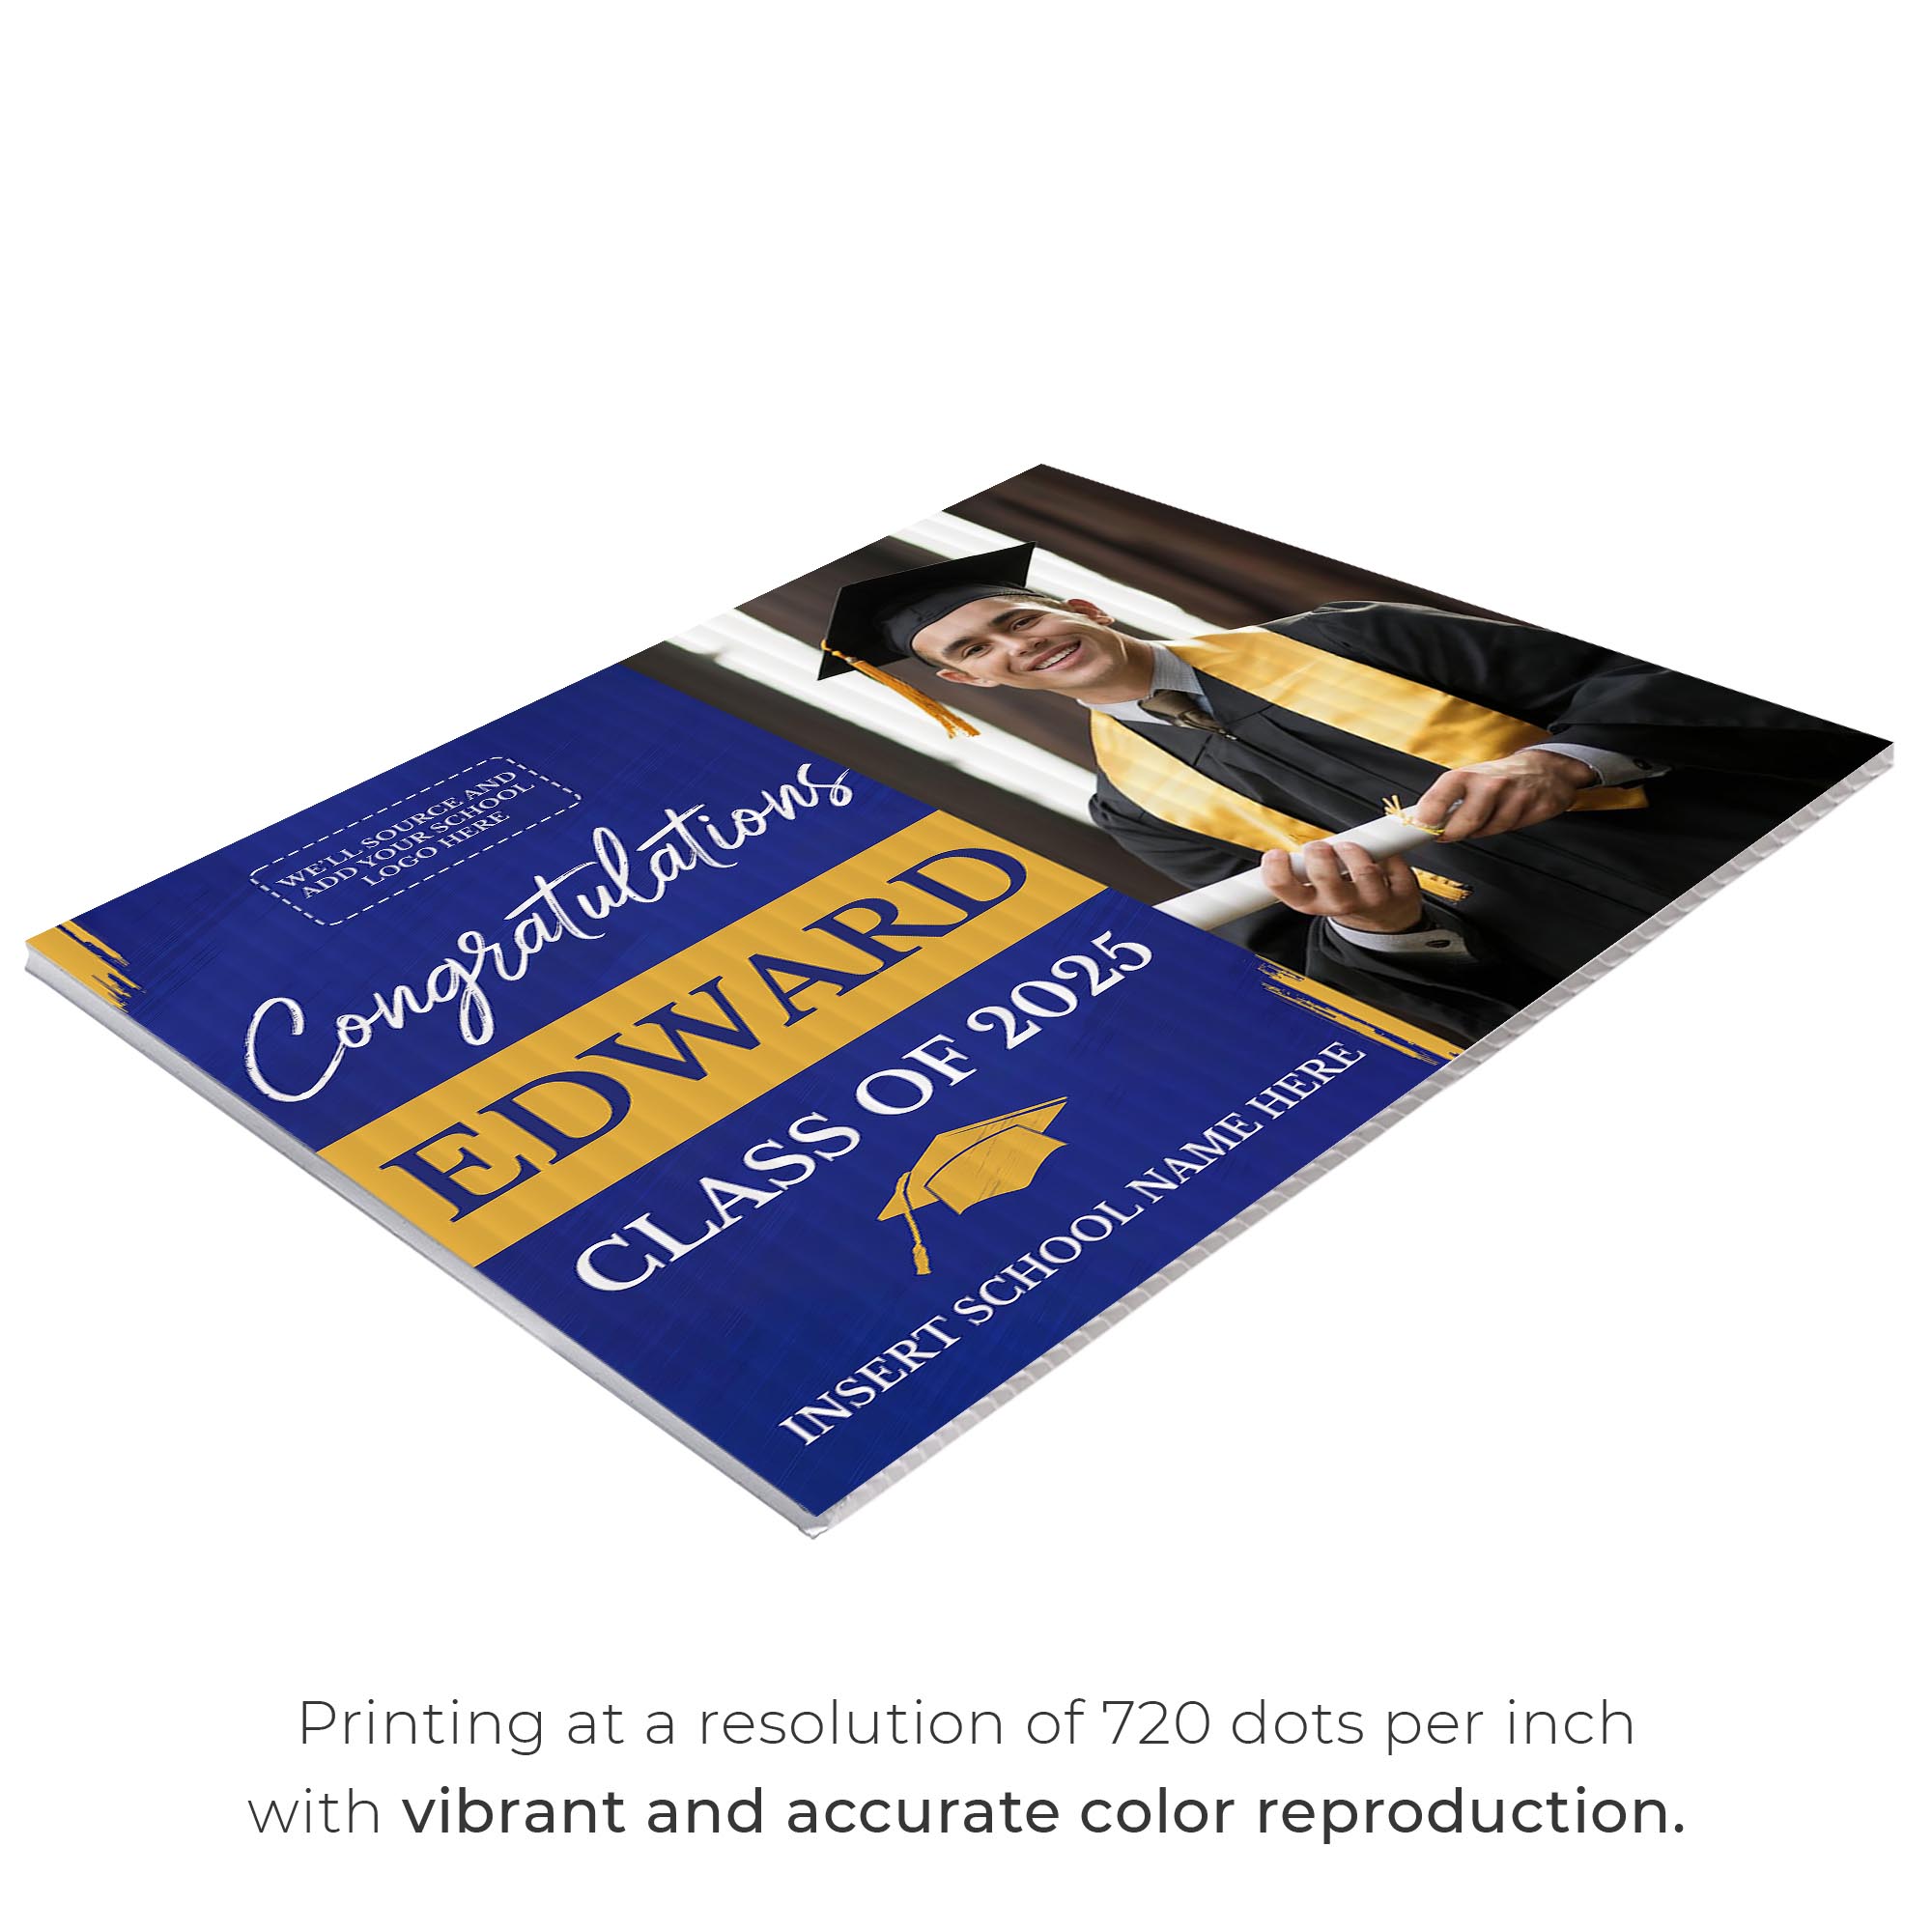 WE'LL SOURCE AND
ADD YOUR SCHOOL
LOGO HERE
Congratulations
EDWARD
CLASS OF 2025
INSERT SCHOOL NAME HERE
Printing at a resolution of 720 dots per inch
with vibrant and accurate color reproduction.